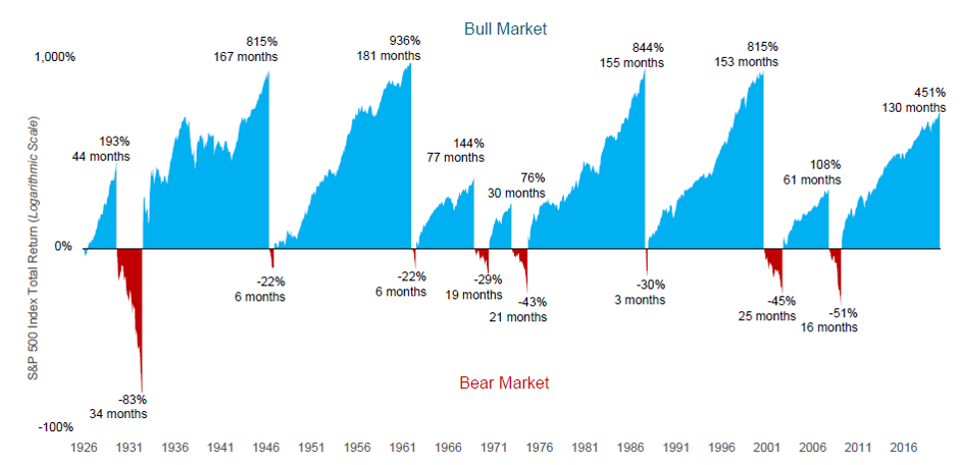 Bull Market
1,000%
0%
-100%
S&P 500 Index Total Return (Logarithmic Scale)
193%
44 months
815%
167 months
936%
181 months
144%
77 months
76%
30 months
844%
155 months
815%
153 months
108%
61 months
451%
130 months
-83%
34 months
-22%
6 months
-22%
6 months
-29%
19 months
-43%
21 months
-30%
3 months
-45%
25 months
-51%
16 months
Bear Market
1926 1931 1936 1941 1946 1951 1956 1961 1966 1971 1976 1981 1986 1991 1996 2001 2006 2011 2016